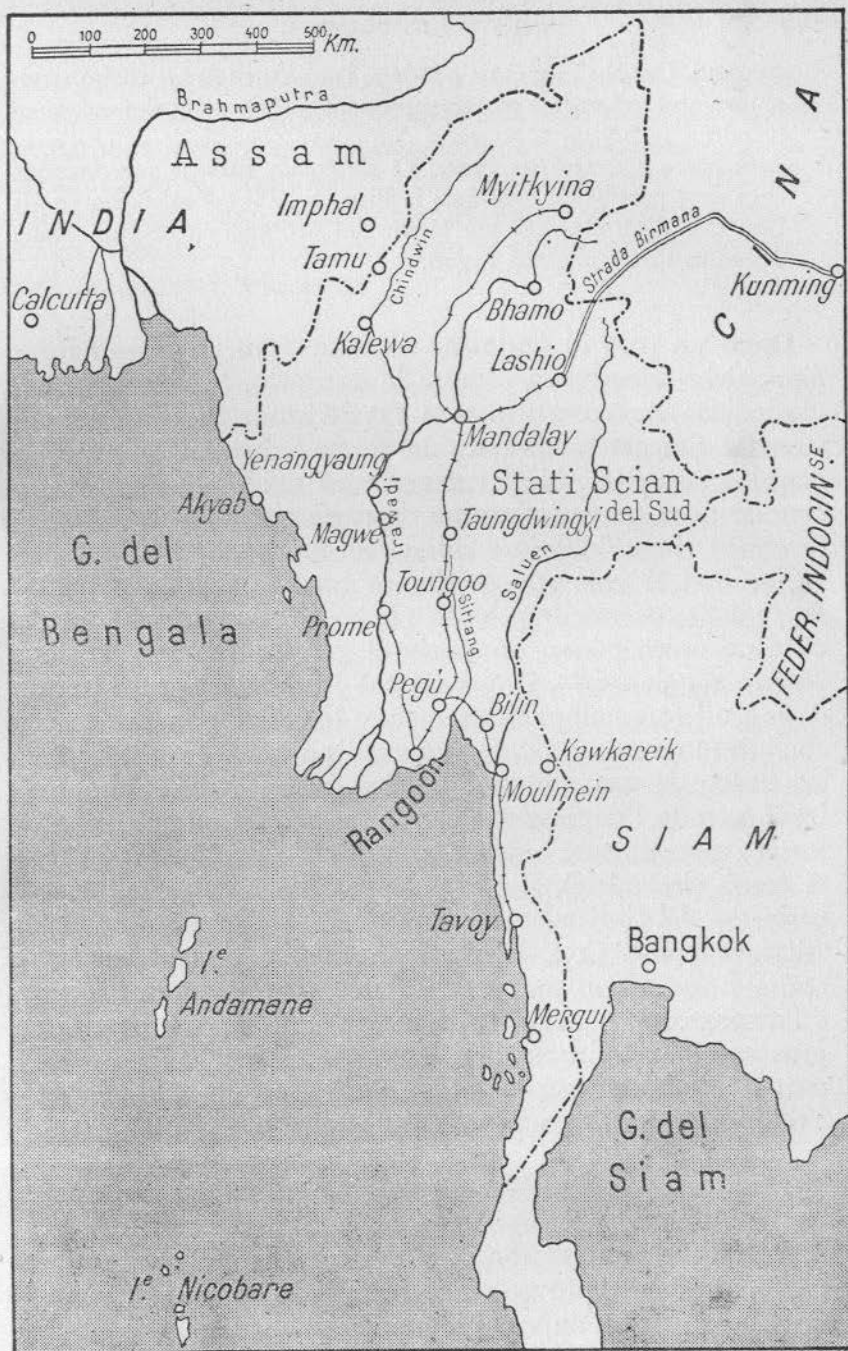 0 100 200 300 400 500 Km.
Brahmaputra
Assam
INDIA
Imphal
Tamu
Chindwin
Myitkyina
Strada Birmana
CINA
Kunming
Calcutta
Kalewa
Bhamo
Lashio
Mandalay
Yenangyaung
Irawadi
Akyab
Magwe
Stati Scian
del Sud
Taungdwingyi
Saluen
G. del
Bengala
Toungoo
Sittang
Prome
FEDER. INDOCIN.SE
Pegù
Bilin
Kawkareik
Rangoon
Moulmein
SIAM
Tavoy
Bangkok
I.e
Andamane
Mergui
G. del
Siam
I.e Nicobare